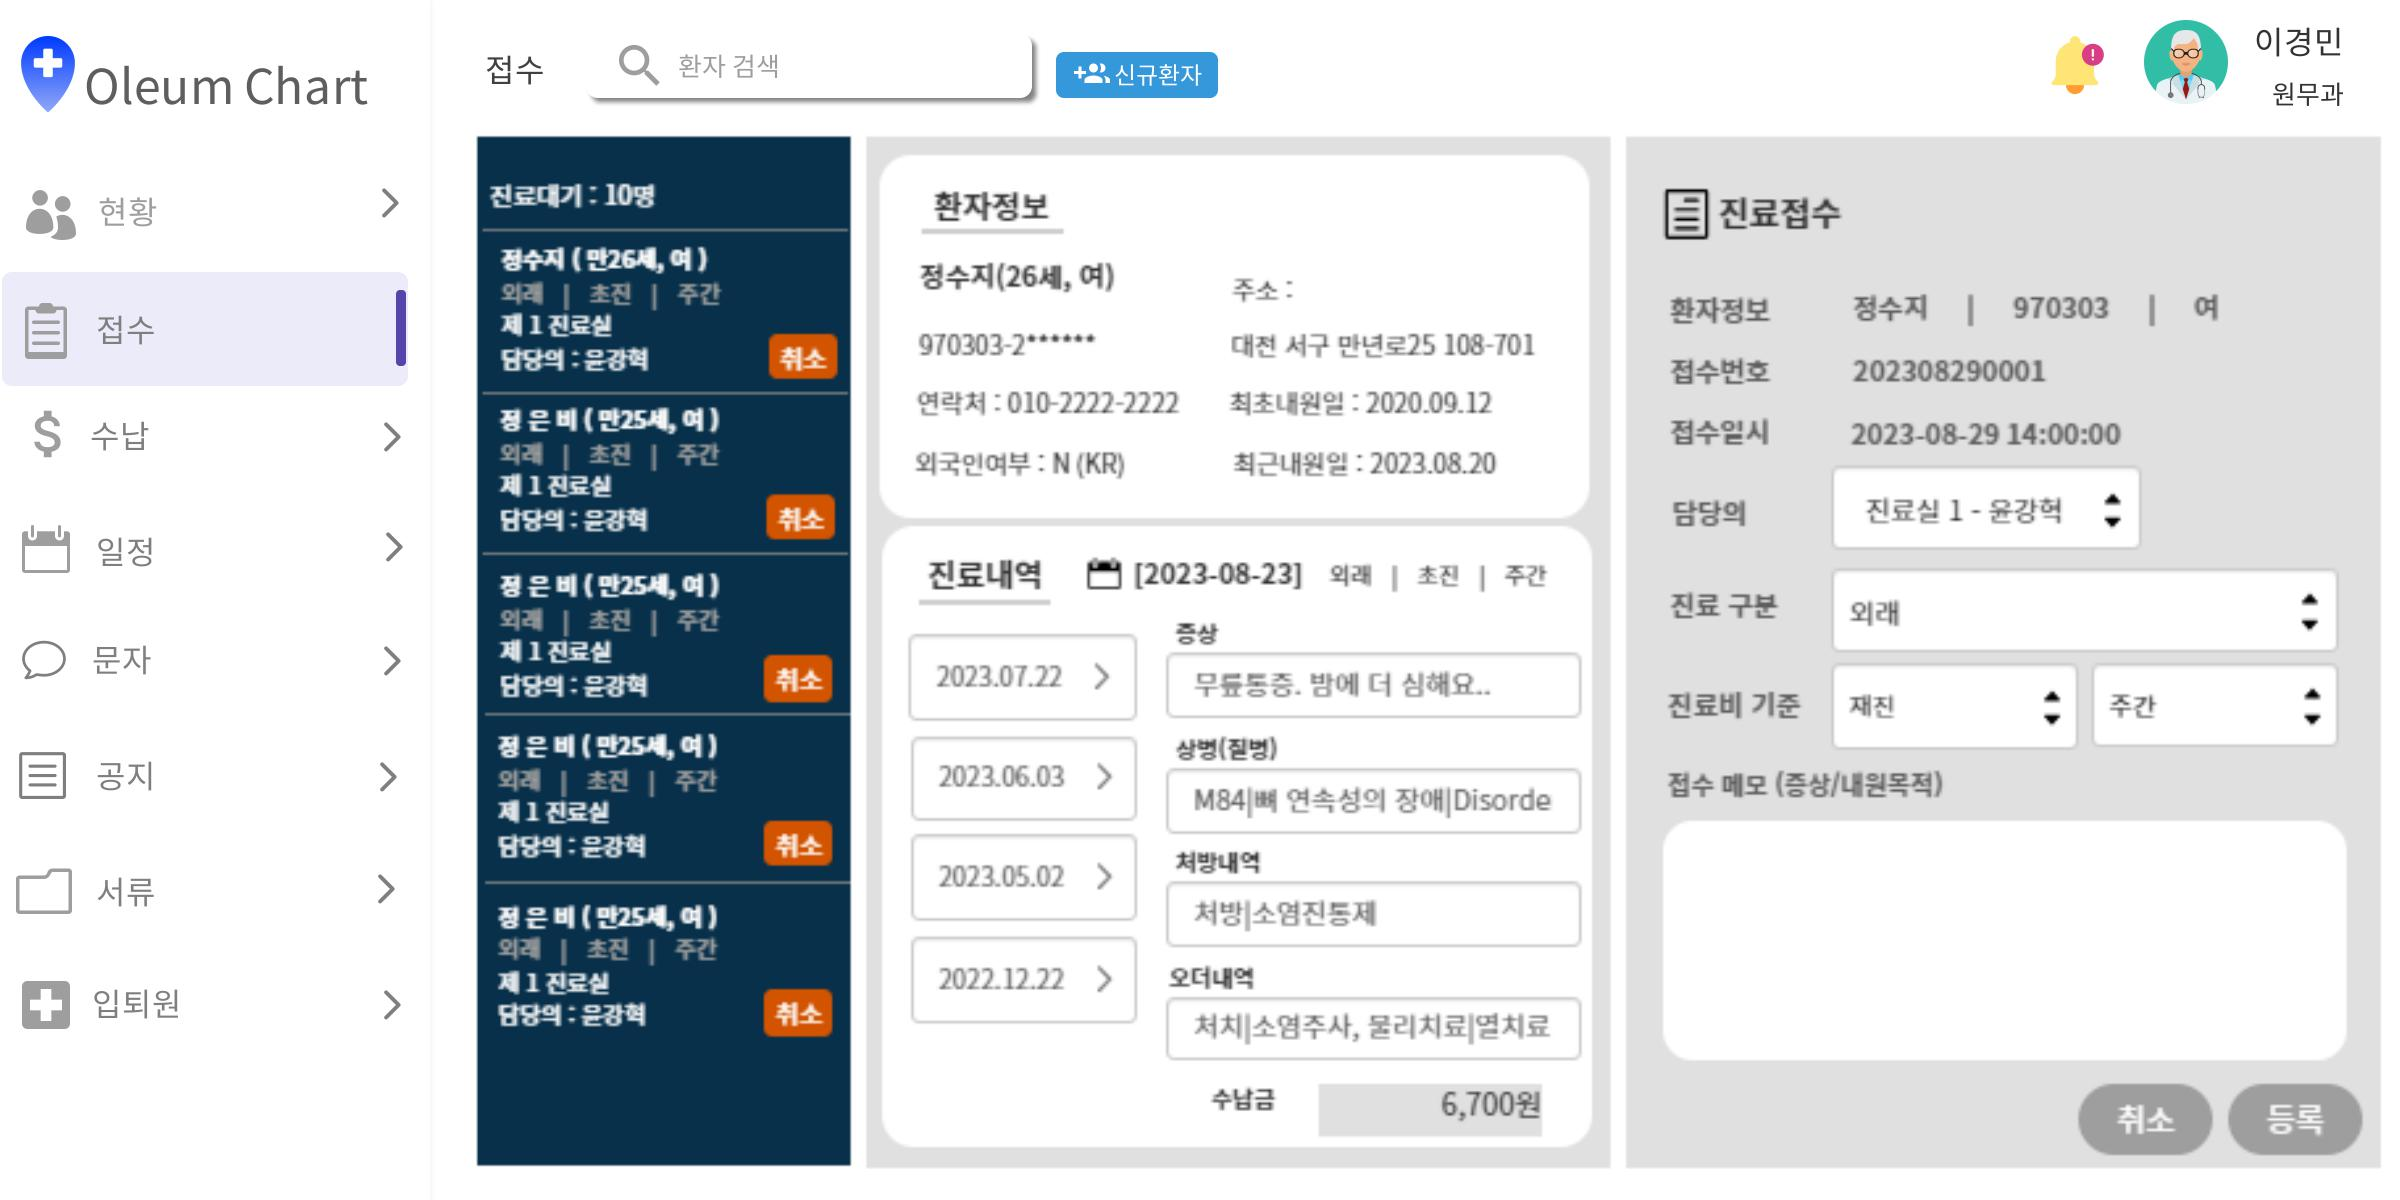 Oleum Chart
현황
접수
수납
일정
문자
공지
서류
입퇴원
접수
환자 검색
신규환자
이경민
원무과
진료대기 : 10명
정수지 ( 만26세, 여 )
외래 | 초진 | 주간
제 1 진료실
담당의 : 윤강혁
취소
정 은 비 ( 만25세, 여 )
외래 | 초진 | 주간
제 1 진료실
담당의 : 윤강혁
취소
정 은 비 ( 만25세, 여 )
외래 | 초진 | 주간
제 1 진료실
담당의 : 윤강혁
취소
정 은 비 ( 만25세, 여 )
외래 | 초진 | 주간
제 1 진료실
담당의 : 윤강혁
취소
정 은 비 ( 만25세, 여 )
외래 | 초진 | 주간
제 1 진료실
담당의 : 윤강혁
취소
환자정보
정수지(26세, 여)
주소 :
970303-2******
대전 서구 만년로25 108-701
연락처 : 010-2222-2222
최초내원일 : 2020.09.12
외국인여부 : N (KR)
최근내원일 : 2023.08.20
진료내역
[2023-08-23] 외래 | 초진 | 주간
2023.07.22
2023.06.03
2023.05.02
2022.12.22
증상
무릎통증. 밤에 더 심해요..
상병(질병)
M84|뼈 연속성의 장애|Disorde
처방내역
처방|소염진통제
오더내역
처치|소염주사, 물리치료|열치료
수납금
6,700원
진료접수
환자정보 정수지 | 970303 | 여
접수번호 202308290001
접수일시 2023-08-29 14:00:00
담당의 진료실 1 - 윤강혁
진료 구분 외래
진료비 기준 재진 주간
접수 메모 (증상/내원목적)
취소
등록